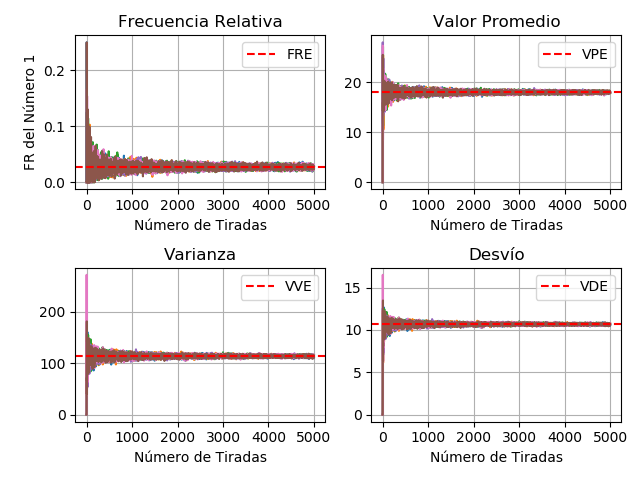 Frecuencia Relativa
FR del Número 1
0.2
0.1
0.0
FRE
0 1000 2000 3000 4000 5000
Número de Tiradas
Valor Promedio
20
10
0
VPE
0 1000 2000 3000 4000 5000
Número de Tiradas
Varianza
200
100
0
VVE
0 1000 2000 3000 4000 5000
Número de Tiradas
Desvío
15
10
5
0
VDE
0 1000 2000 3000 4000 5000
Número de Tiradas